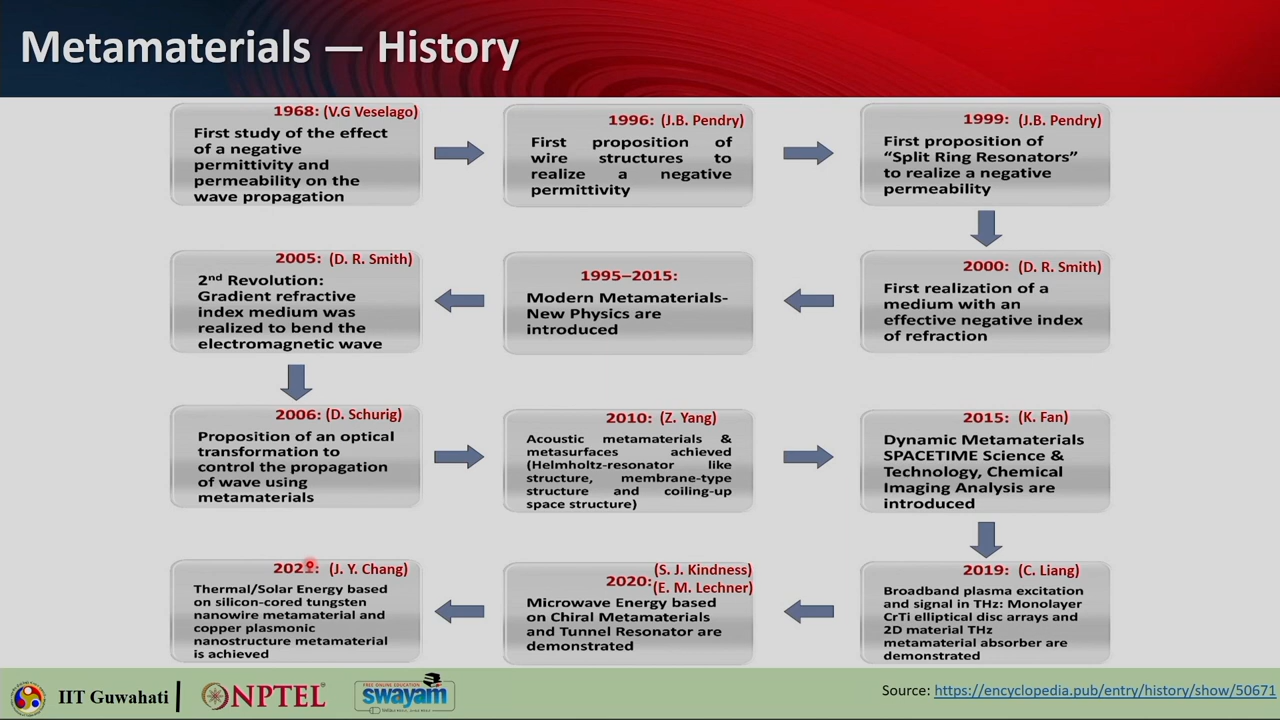 Metamaterials — History
1968: (V.G Veselago)
First study of the effect
of a negative
permittivity and
permeability on the
wave propagation
1996: (J.B. Pendry)
First proposition of
wire structures to
realize a negative
permittivity
1999: (J.B. Pendry)
First proposition of
“Split Ring Resonators”
to realize a negative
permeability
2005: (D. R. Smith)
2nd Revolution:
Gradient refractive
index medium was
realized to bend the
electromagnetic wave
1995–2015:
Modern Metamaterials-
New Physics are
introduced
2000: (D. R. Smith)
First realization of a
medium with an
effective negative index
of refraction
2006: (D. Schurig)
Proposition of an optical
transformation to
control the propagation
of wave using
metamaterials
2010: (Z. Yang)
Acoustic metamaterials &
metasurfaces achieved
(Helmholtz-resonator like
structure, membrane-type
structure and coiling-up
space structure)
2015: (K. Fan)
Dynamic Metamaterials
SPACETIME Science &
Technology, Chemical
Imaging Analysis are
introduced
(J. Y. Chang)
Thermal/Solar Energy based
on silicon-cored tungsten
nanowire metamaterial and
copper plasmonic
nanostructure metamaterial
is achieved
(S. J. Kindness)
2020: (E. M. Lechner)
Microwave Energy based
on Chiral Metamaterials
and Tunnel Resonator are
demonstrated
2019: (C. Liang)
Broadband plasma excitation
and signal in THz: Monolayer
CrTi elliptical disc arrays and
2D material THz
metamaterial absorber are
demonstrated
IIT Guwahati
NPTEL
FREE ONLINE EDUCATION
swayam
Source: https://encyclopedia.pub/entry/history/show/50671